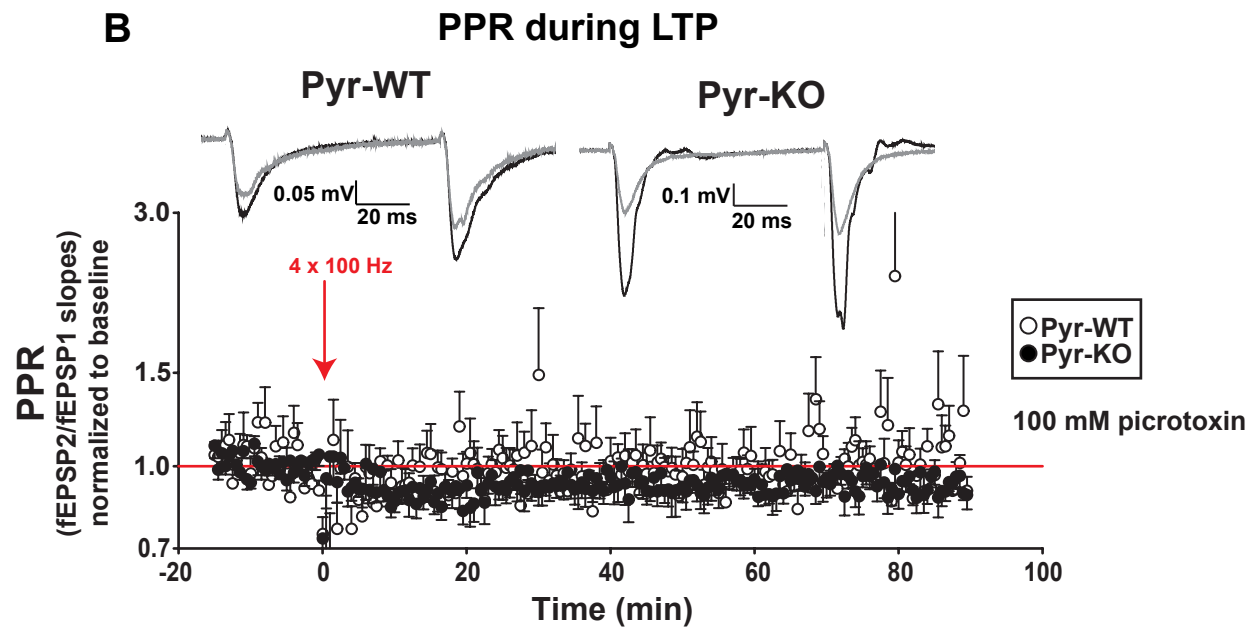 B
PPR during LTP
Pyr-WT
Pyr-KO
0.05 mV
20 ms
0.1 mV
20 ms
4 x 100 Hz
PPR
(fEPSP2/fEPSP1 slopes)
normalized to baseline
3.0
1.5
1.0
0.7
-20
0
20
40
60
80
100
Time (min)
Pyr-WT
Pyr-KO
100 mM picrotoxin